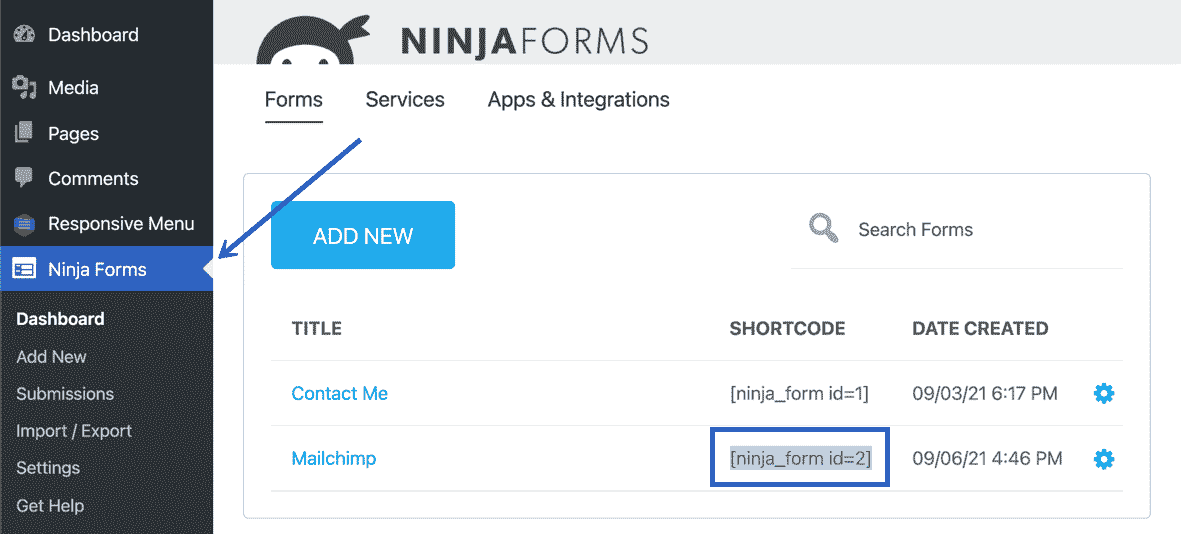 Dashboard
Media
Pages
Comments
Responsive Menu
Ninja Forms
Dashboard
Add New
Submissions
Import / Export
Settings
Get Help
NINJAFORMS
Forms Services Apps & Integrations
ADD NEW Search Forms
TITLE SHORTCODE DATE CREATED
Contact Me [ninja_form id=1] 09/03/21 6:17 PM
Mailchimp [ninja_form id=2] 09/06/21 4:46 PM